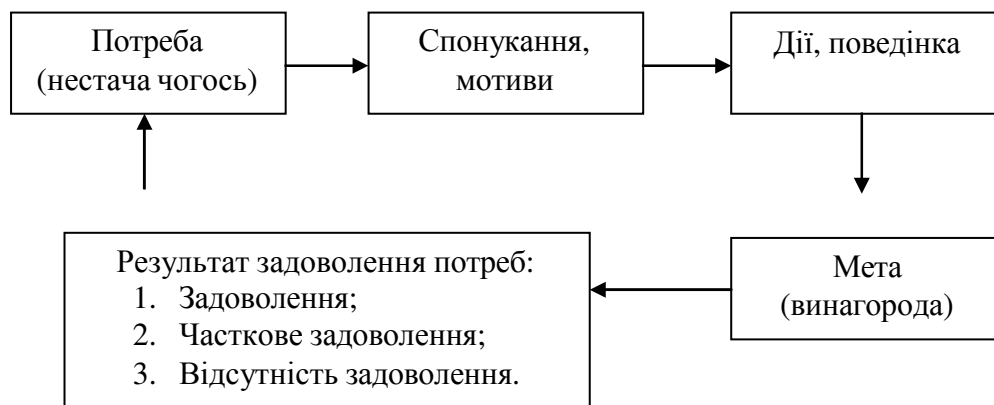 Потреба
(нестача чогось)
Спонукання,
мотиви
Дії, поведінка
Мета
(винагорода)
Результат задоволення потреб:
1. Задоволення;
2. Часткове задоволення;
3. Відсутність задоволення.